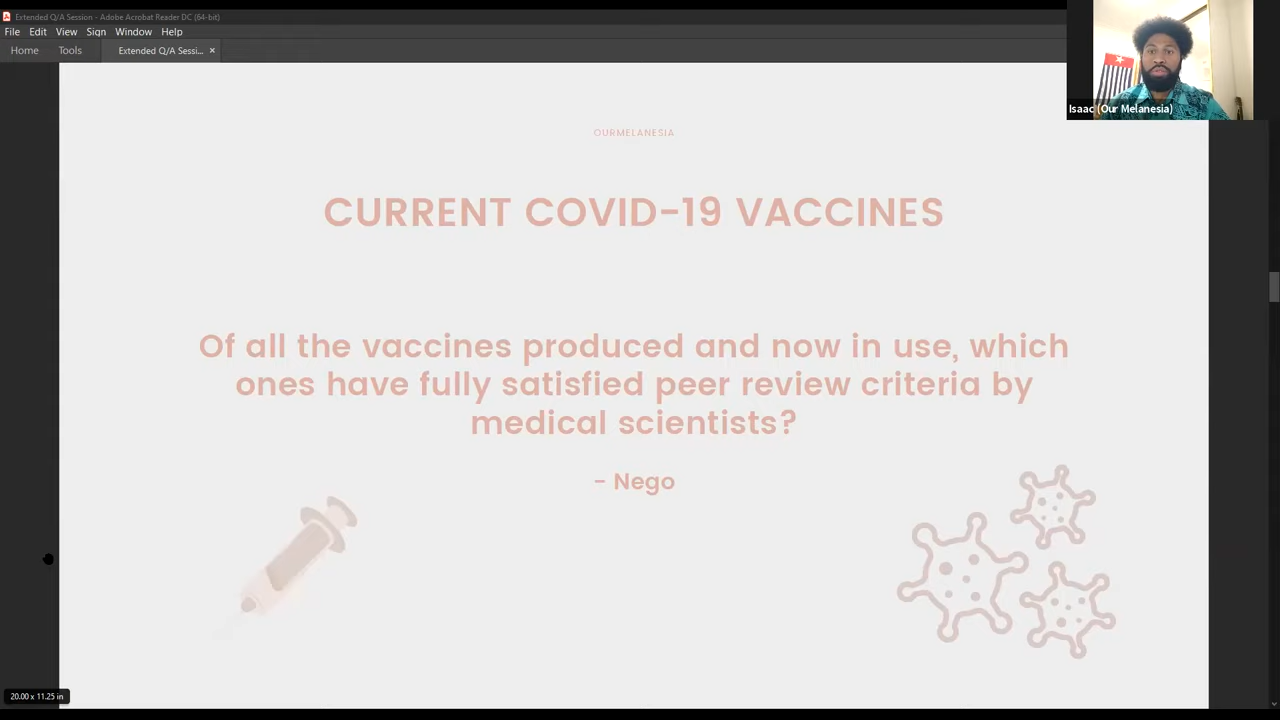 Extended Q/A Session - Adobe Acrobat Reader DC (64-bit)
File Edit View Sign Window Help
Home Tools Extended Q/A Sessi... ×
Isaac (Our Melanesia)
OURMELANESIA
CURRENT COVID-19 VACCINES
Of all the vaccines produced and now in use, which
ones have fully satisfied peer review criteria by
medical scientists?
- Nego
20.00 x 11.25 in